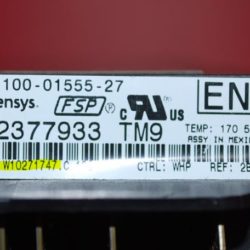 100-01555-27
ensys FSP ® c UL US EN
2377933 TM9 TEMP: 170 5
ASSY IN MEXI
W10271747 CTRL: WHP REF: 2